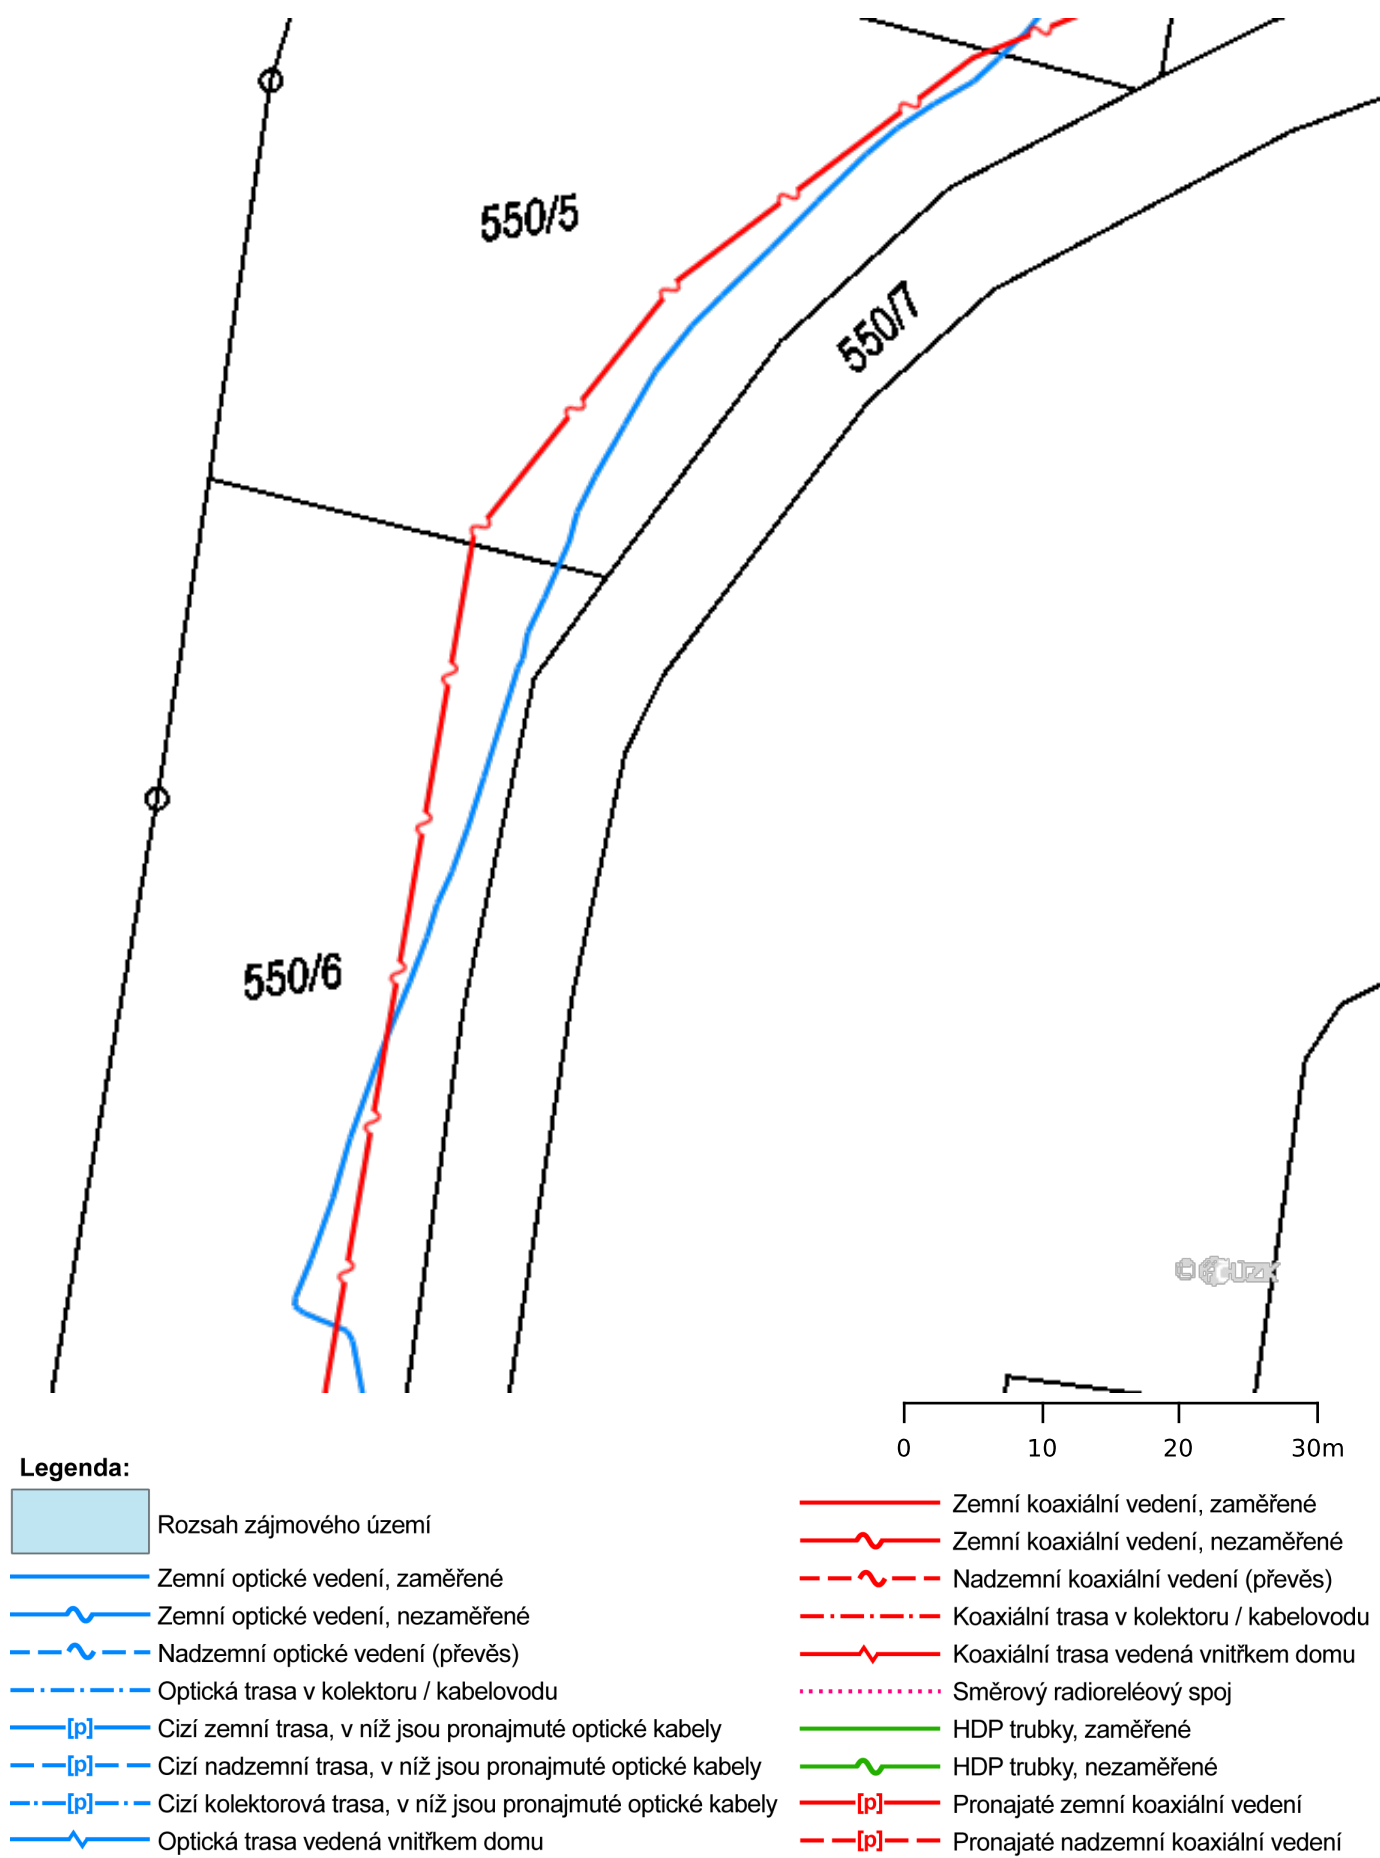 550/5
550/7
550/6
0 10 20 30m
Legenda:
Rozsah zájmového území
Zemní optické vedení, zaměřené
Zemní optické vedení, nezaměřené
Nadzemní optické vedení (převěs)
Optická trasa v kolektoru / kabelovodu
[p] Cizí zemní trasa, v níž jsou pronajmuté optické kabely
[p] Cizí nadzemní trasa, v níž jsou pronajmuté optické kabely
[p] Cizí kolektorová trasa, v níž jsou pronajmuté optické kabely
Optická trasa vedená vnitřkem domu
Zemní koaxiální vedení, zaměřené
Zemní koaxiální vedení, nezaměřené
Nadzemní koaxiální vedení (převěs)
Koaxiální trasa v kolektoru / kabelovodu
Koaxiální trasa vedená vnitřkem domu
Směrový radioreléový spoj
HDP trubky, zaměřené
HDP trubky, nezaměřené
[p] Pronajaté zemní koaxiální vedení
[p] Pronajaté nadzemní koaxiální vedení